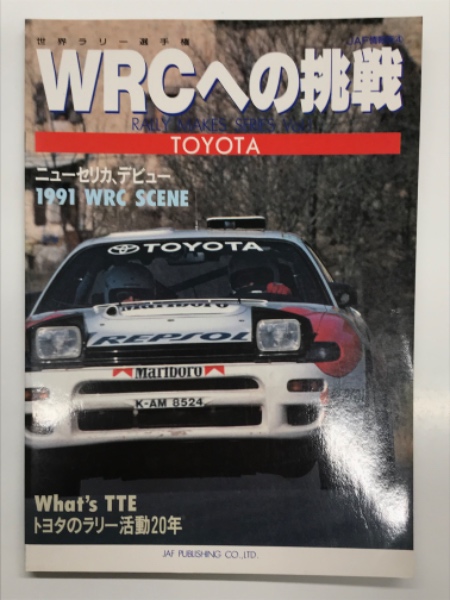 世界ラリー選手権
JAF情報
WRCへの挑戦
RALLY MAKES SERIES
TOYOTA
ニューセリカ、デビュー
1991 WRC SCENE
TOYOTA
Marlboro
REPSOL
Marlboro
K-AM 8524
What's TTE
トヨタのラリー活動20年
JAF PUBLISHING CO.,LTD.